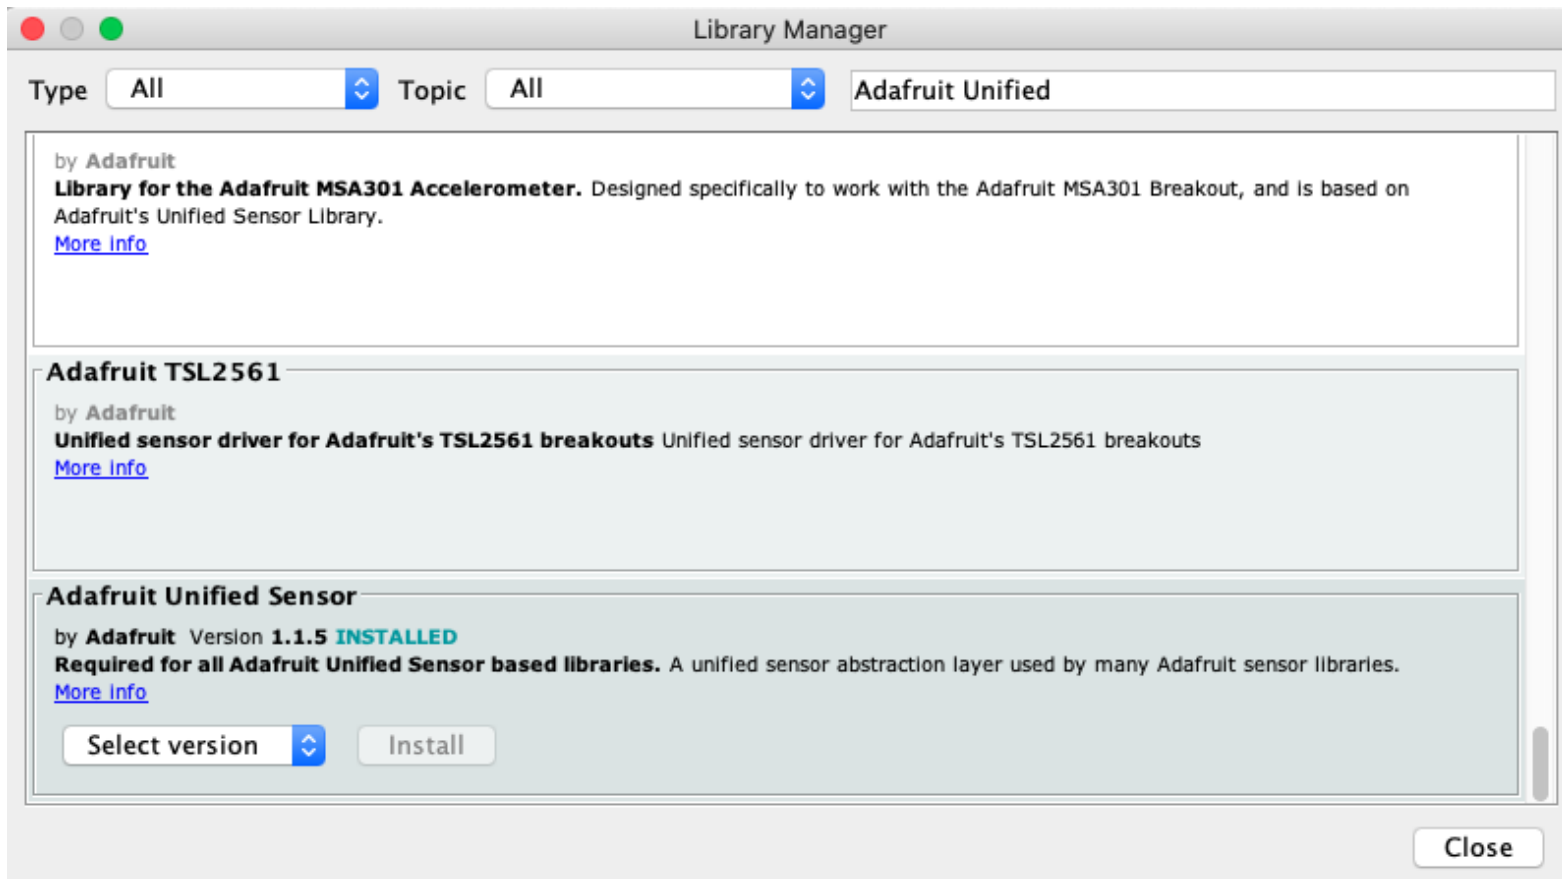 Library Manager
Type All Topic All Adafruit Unified
by Adafruit
Library for the Adafruit MSA301 Accelerometer. Designed specifically to work with the Adafruit MSA301 Breakout, and is based on
Adafruit's Unified Sensor Library.
More info
Adafruit TSL2561
by Adafruit
Unified sensor driver for Adafruit's TSL2561 breakouts Unified sensor driver for Adafruit's TSL2561 breakouts
More info
Adafruit Unified Sensor
by Adafruit Version 1.1.5 INSTALLED
Required for all Adafruit Unified Sensor based libraries. A unified sensor abstraction layer used by many Adafruit sensor libraries.
More info
Select version Install
Close